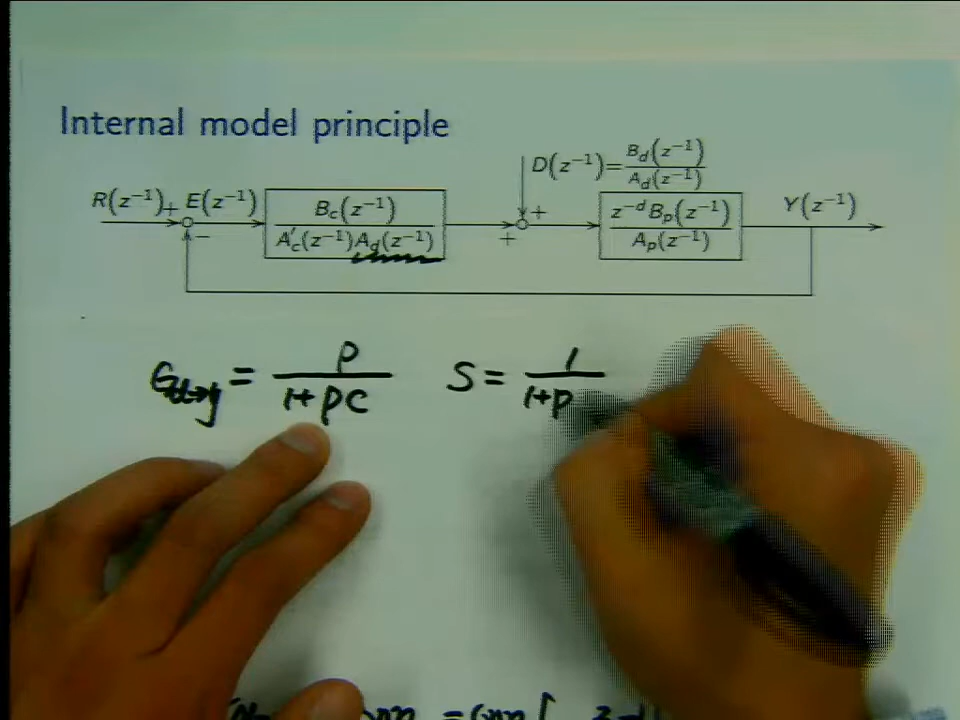 Internal model principle
D(z⁻¹)=B_d(z⁻¹)/A_d(z⁻¹)
R(z⁻¹) + E(z⁻¹) B_c(z⁻¹)/A′_c(z⁻¹)A_d(z⁻¹) + z⁻ᵈB_p(z⁻¹)/A_p(z⁻¹) Y(z⁻¹)
− +
G_{d→y} = P/(1+PC) S = 1/(1+P